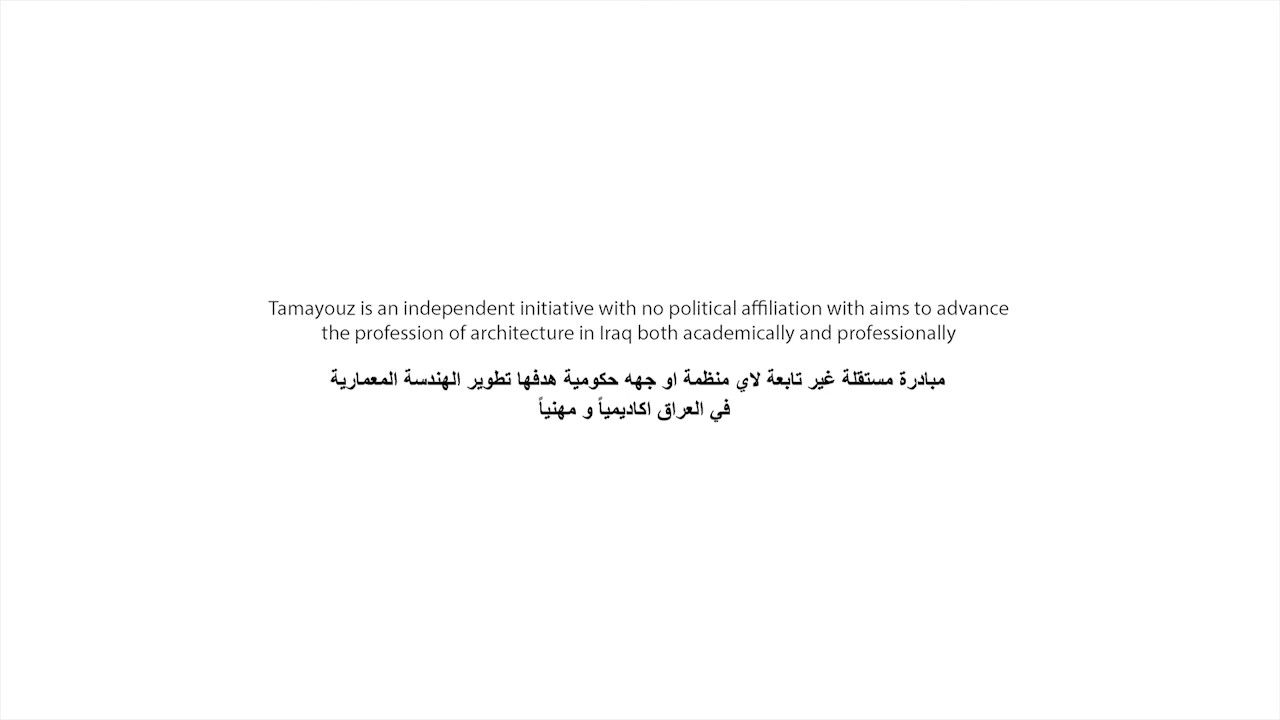 Tamayouz is an independent initiative with no political affiliation with aims to advance
the profession of architecture in Iraq both academically and professionally
مبادرة مستقلة غير تابعة لاي منظمة او جهه حكومية هدفها تطوير الهندسة المعمارية
في العراق اكاديمياً و مهنياً